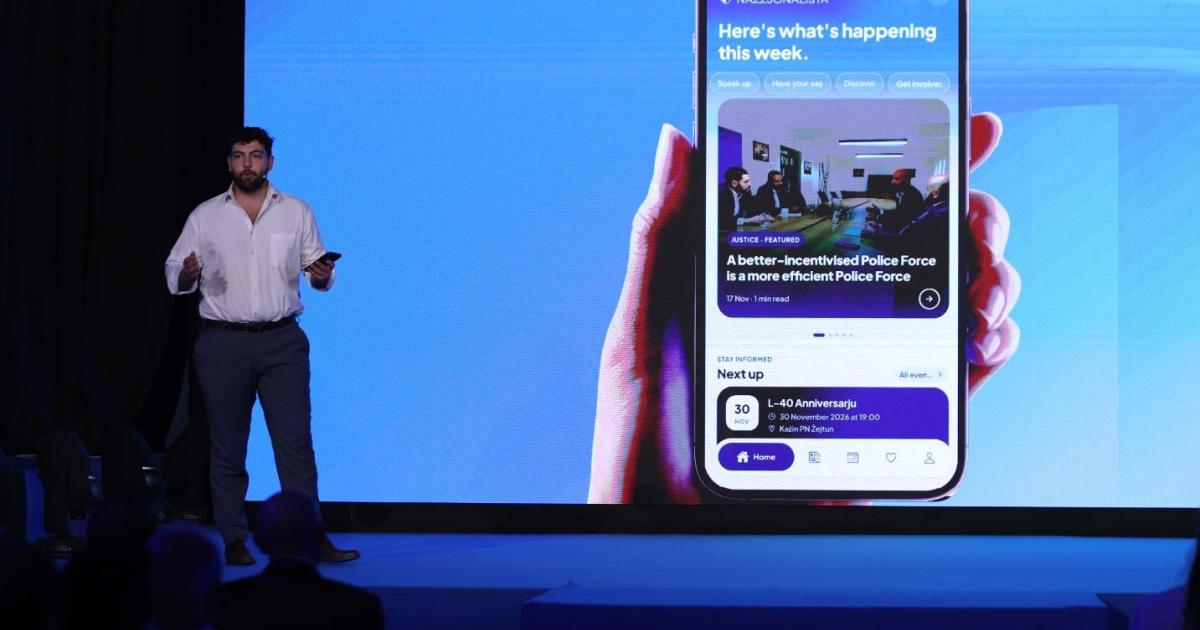 NAZZJONALISTA
Here's what's happening
this week.
Speak up
Have your say
Discover
Get involved
JUSTICE · FEATURED
A better-incentivised Police Force
is a more efficient Police Force
17 Nov · 1 min read
STAY INFORMED
Next up
All even...
30
NOV
L-40 Anniversarju
30 November 2026 at 19:00
Każin PN Żejtun
Home